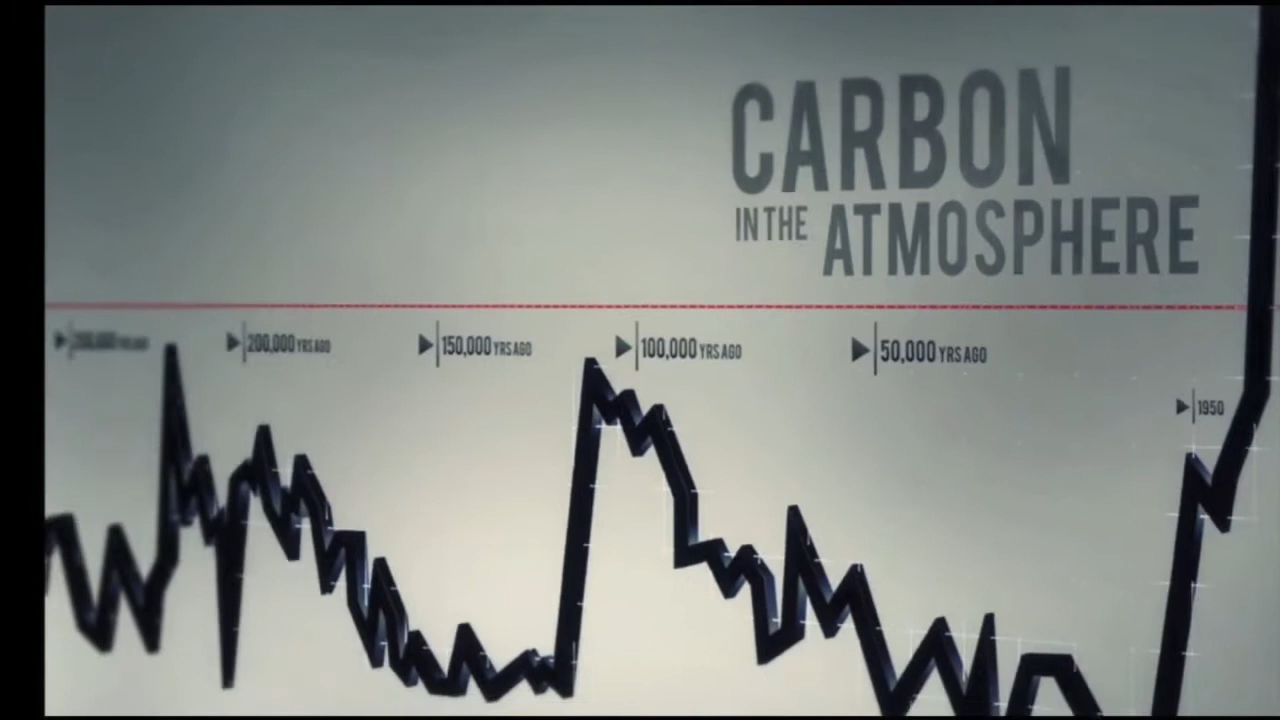 CARBON
IN THE ATMOSPHERE
200,000 YRS AGO
150,000 YRS AGO
100,000 YRS AGO
50,000 YRS AGO
1950